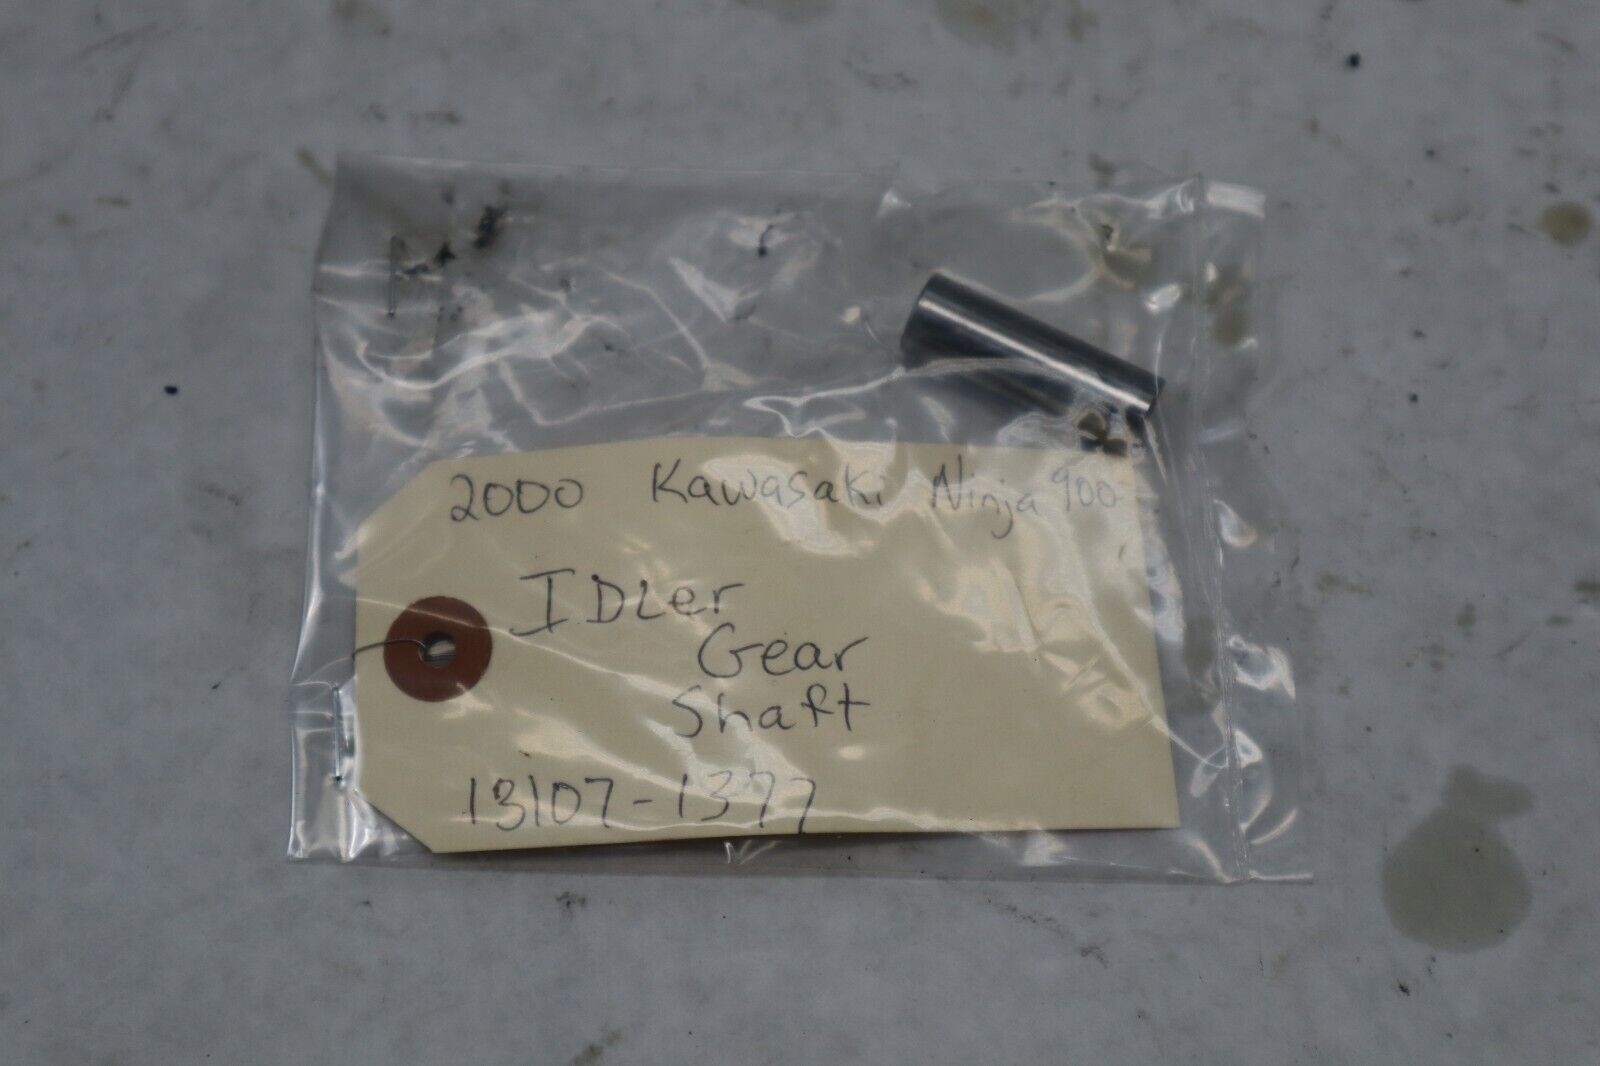 2000 Kawasaki Ninja 900
IDLer
Gear
Shaft
13107-1377